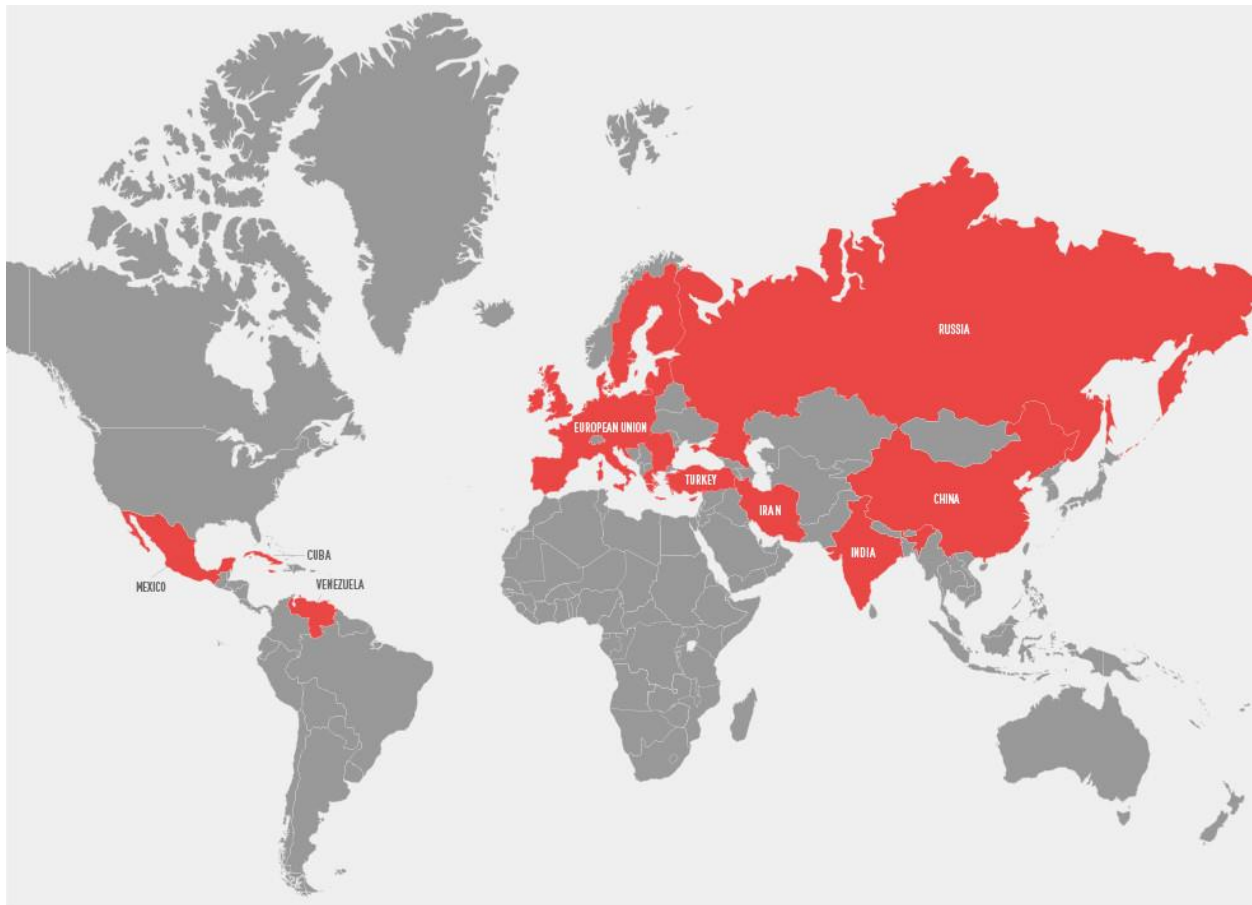 RUSSIA
EUROPEAN UNION
TURKEY
CHINA
IRAN
INDIA
CUBA
MEXICO
VENEZUELA